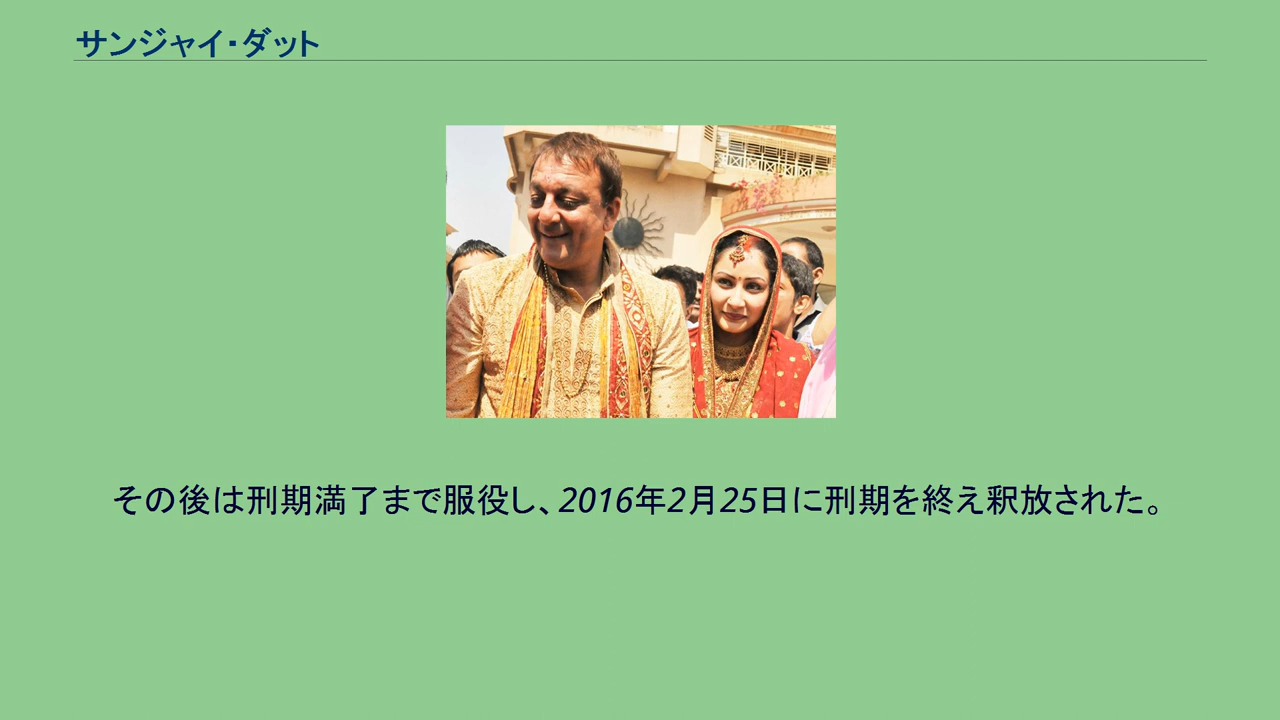 サンジャイ・ダット
その後は刑期満了まで服役し、2016年2月25日に刑期を終え釈放された。